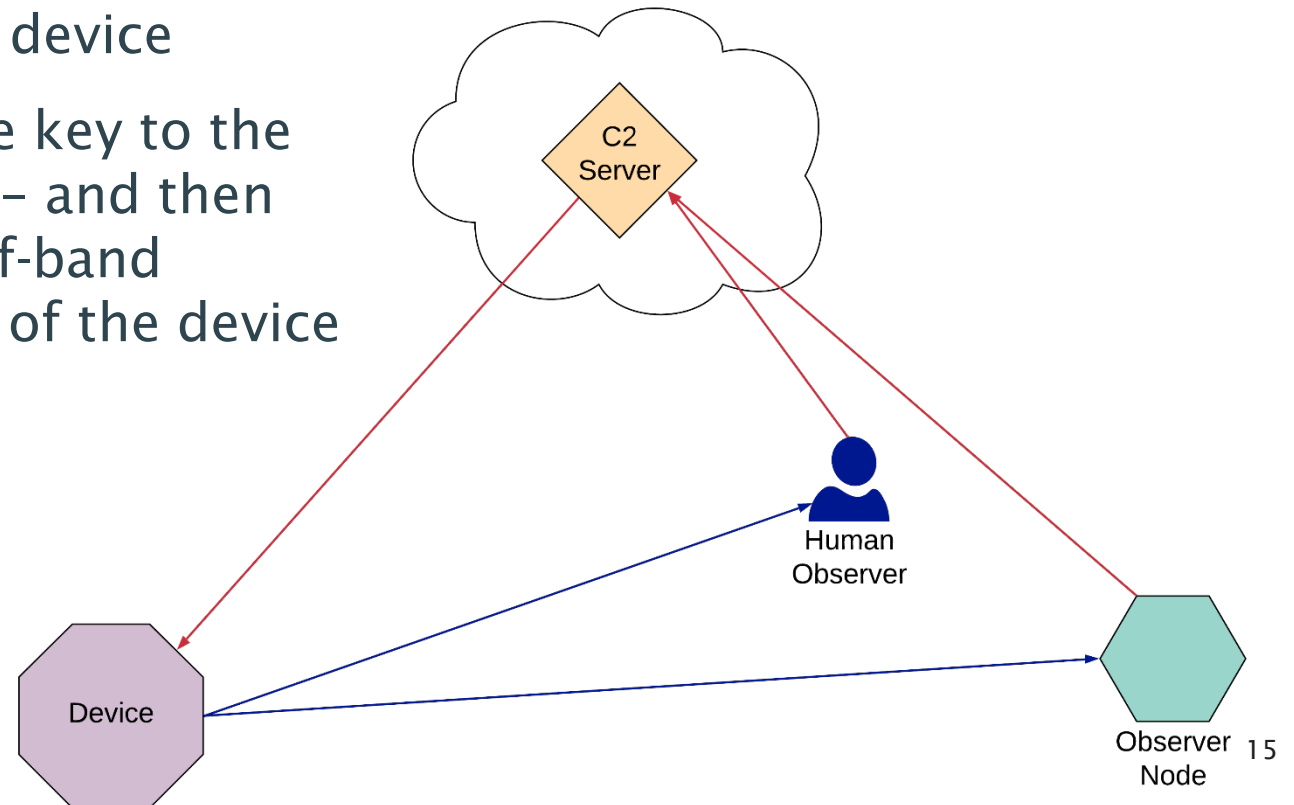 device
e key to the
– and then
f-band
of the device
C2
Server
Human
Observer
Device
Observer
Node
15